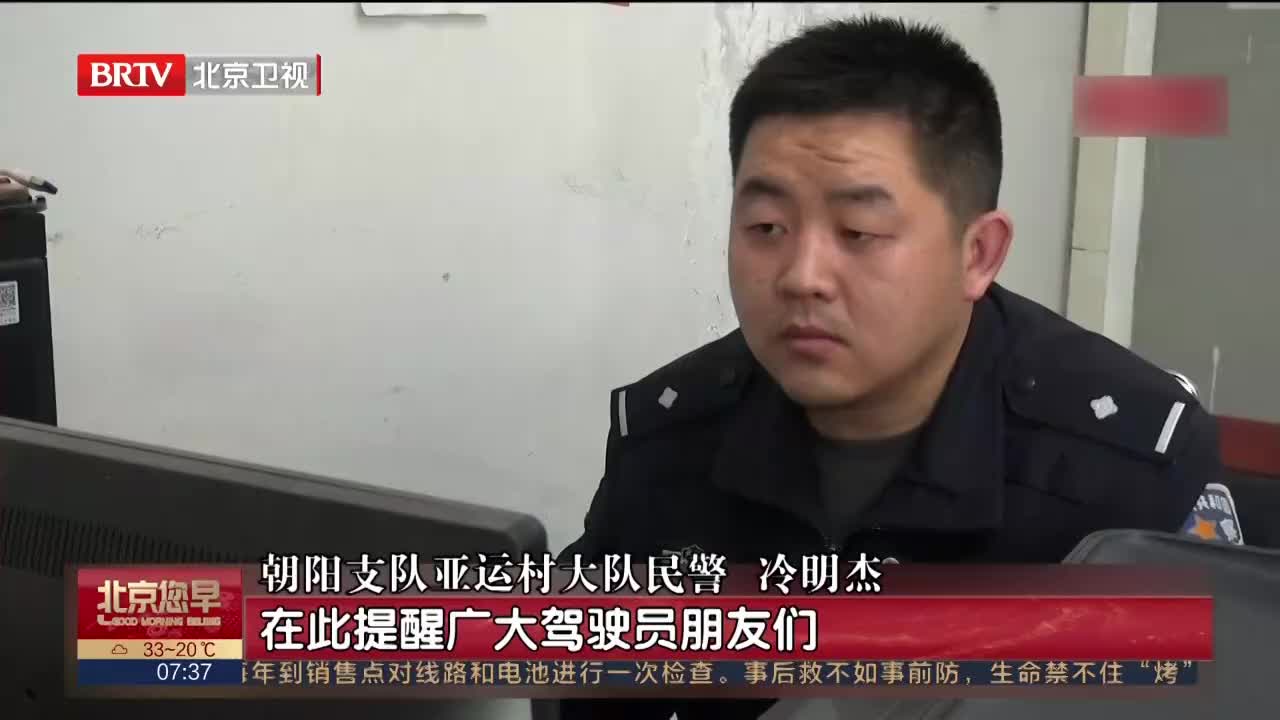 BRTV 北京卫视
朝阳支队亚运村大队民警 冷明杰
在此提醒广大驾驶员朋友们
北京您早
GOOD MORNING BEIJING
33~20℃
07:37
每年到销售点对线路和电池进行一次检查。事后救不如事前防，生命禁不住“烤”